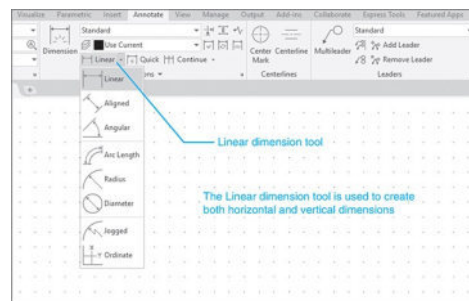 Visualize Parametric Insert Annotate View Manage Output Add-ins Collaborate Express Tools Featured Apps
Standard
Standard
Use Current
Add Leader
Dimension
Center Mark
Centerline
Multileader
Linear Quick Continue
Remove Leader
Centerlines
Leaders
Linear
Aligned
Angular
Arc Length
Radius
Diameter
Jogged
Ordinate
Linear dimension tool
The Linear dimension tool is used to create
both horizontal and vertical dimensions